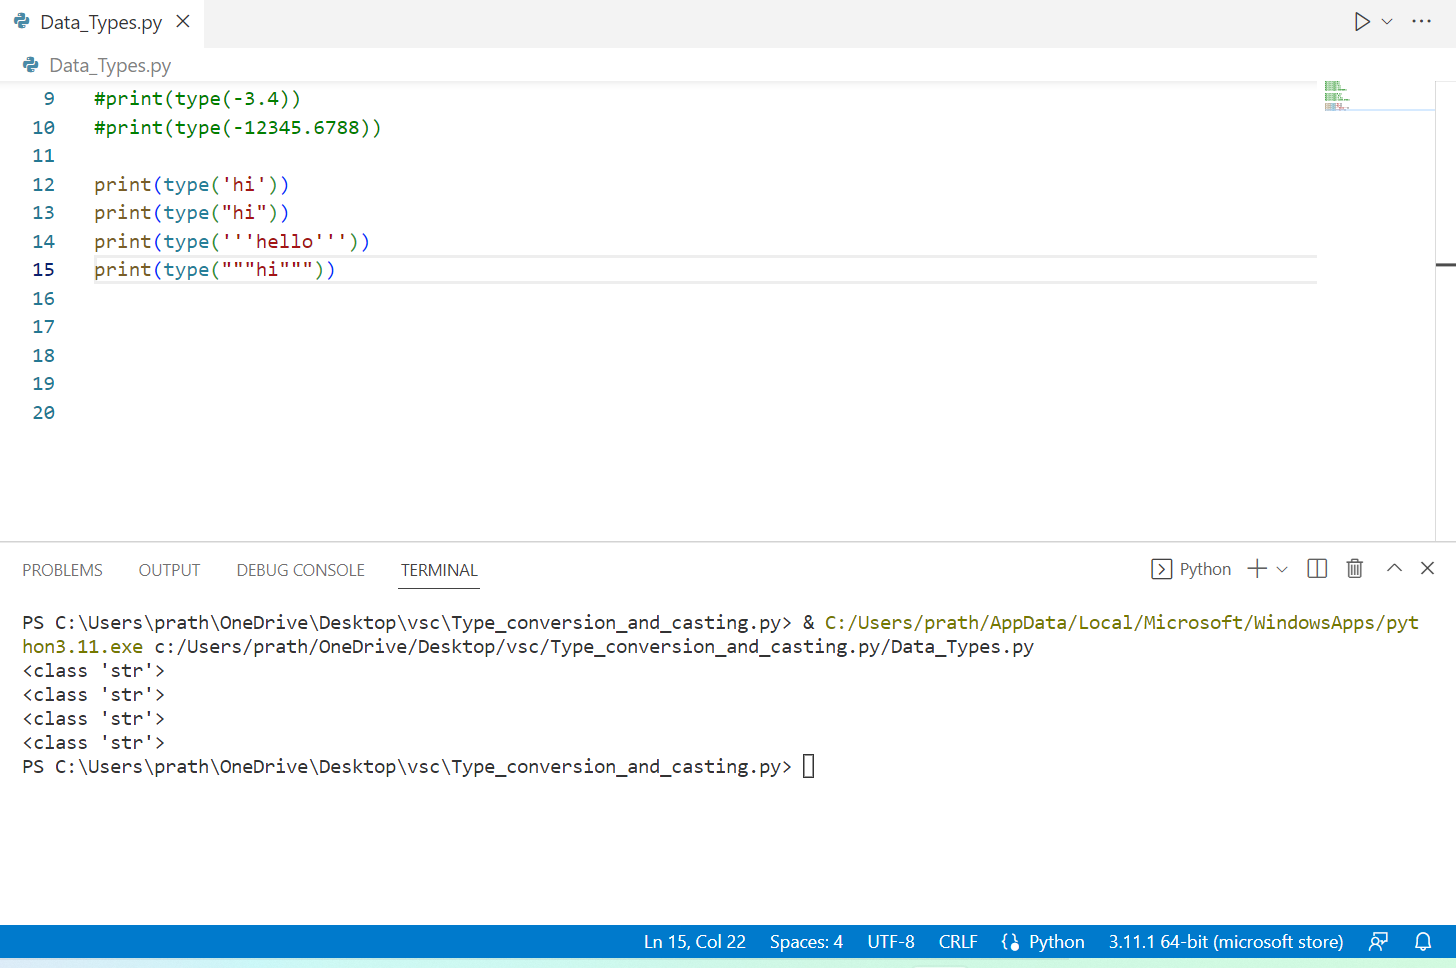 Data_Types.py
Data_Types.py
9 #print(type(-3.4))
10 #print(type(-12345.6788))
11
12 print(type('hi'))
13 print(type("hi"))
14 print(type('''hello'''))
15 print(type("""hi"""))
16
17
18
19
20
PROBLEMS OUTPUT DEBUG CONSOLE TERMINAL Python
PS C:\Users\prath\OneDrive\Desktop\vsc\Type_conversion_and_casting.py> & C:/Users/prath/AppData/Local/Microsoft/WindowsApps/pyt
hon3.11.exe c:/Users/prath/OneDrive/Desktop/vsc/Type_conversion_and_casting.py/Data_Types.py
<class 'str'>
<class 'str'>
<class 'str'>
<class 'str'>
PS C:\Users\prath\OneDrive\Desktop\vsc\Type_conversion_and_casting.py>
Ln 15, Col 22 Spaces: 4 UTF-8 CRLF Python 3.11.1 64-bit (microsoft store)